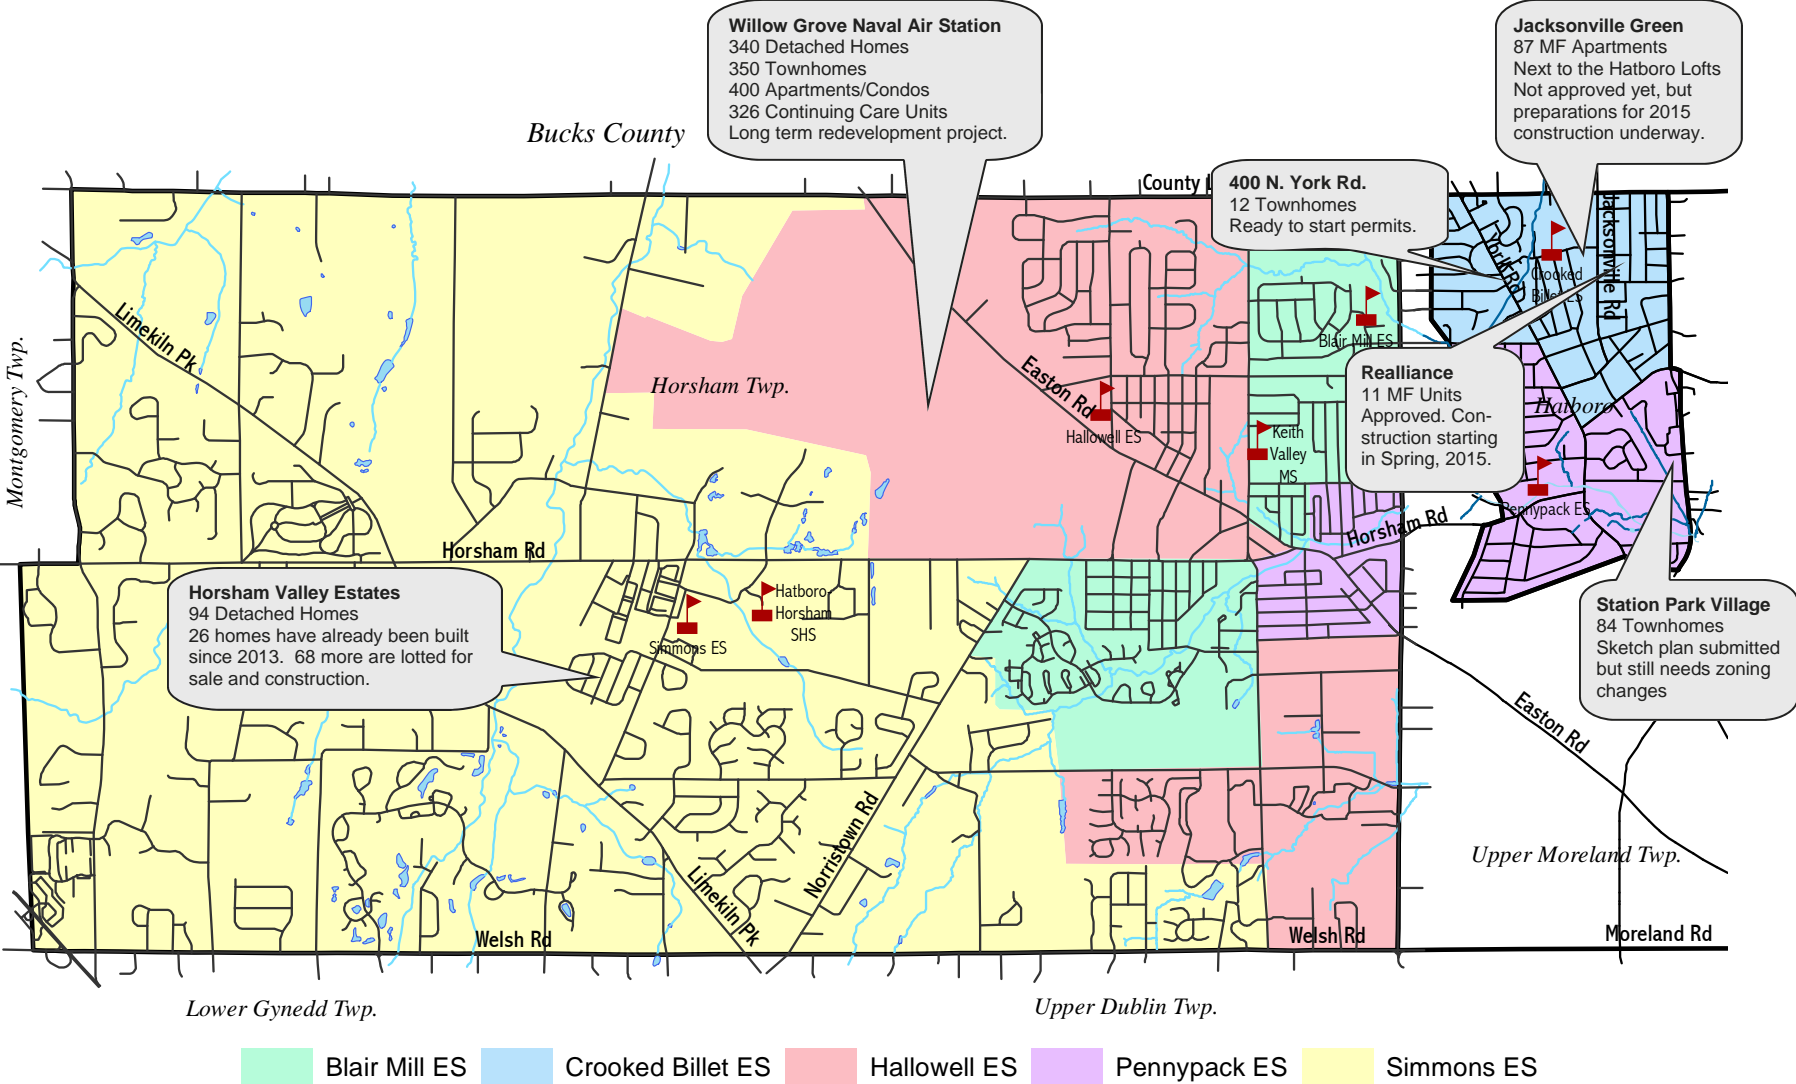 Willow Grove Naval Air Station
340 Detached Homes
350 Townhomes
400 Apartments/Condos
326 Continuing Care Units
Long term redevelopment project.
Jacksonville Green
87 MF Apartments
Next to the Hatboro Lofts
Not approved yet, but
preparations for 2015
construction underway.
Bucks County
County
400 N. York Rd.
12 Townhomes
Ready to start permits.
Jacksonville Rd
York Rd
Crooked
Billet ES
Limekiln Pk
Blair Mill ES
Montgomery Twp.
Horsham Twp.
Easton Rd
Hallowell ES
Keith
Valley
MS
Realliance
11 MF Units
Approved. Con-
struction starting
in Spring, 2015.
Hatboro
Pennypack ES
Horsham Rd
Horsham Rd
Horsham Valley Estates
94 Detached Homes
26 homes have already been built
since 2013.  68 more are lotted for
sale and construction.
Simmons ES
Hatboro-
Horsham
SHS
Station Park Village
84 Townhomes
Sketch plan submitted
but still needs zoning
changes
Easton Rd
Norristown Rd
Limekiln Pk
Upper Moreland Twp.
Welsh Rd
Welsh Rd
Moreland Rd
Lower Gynedd Twp.
Upper Dublin Twp.
Blair Mill ES
Crooked Billet ES
Hallowell ES
Pennypack ES
Simmons ES